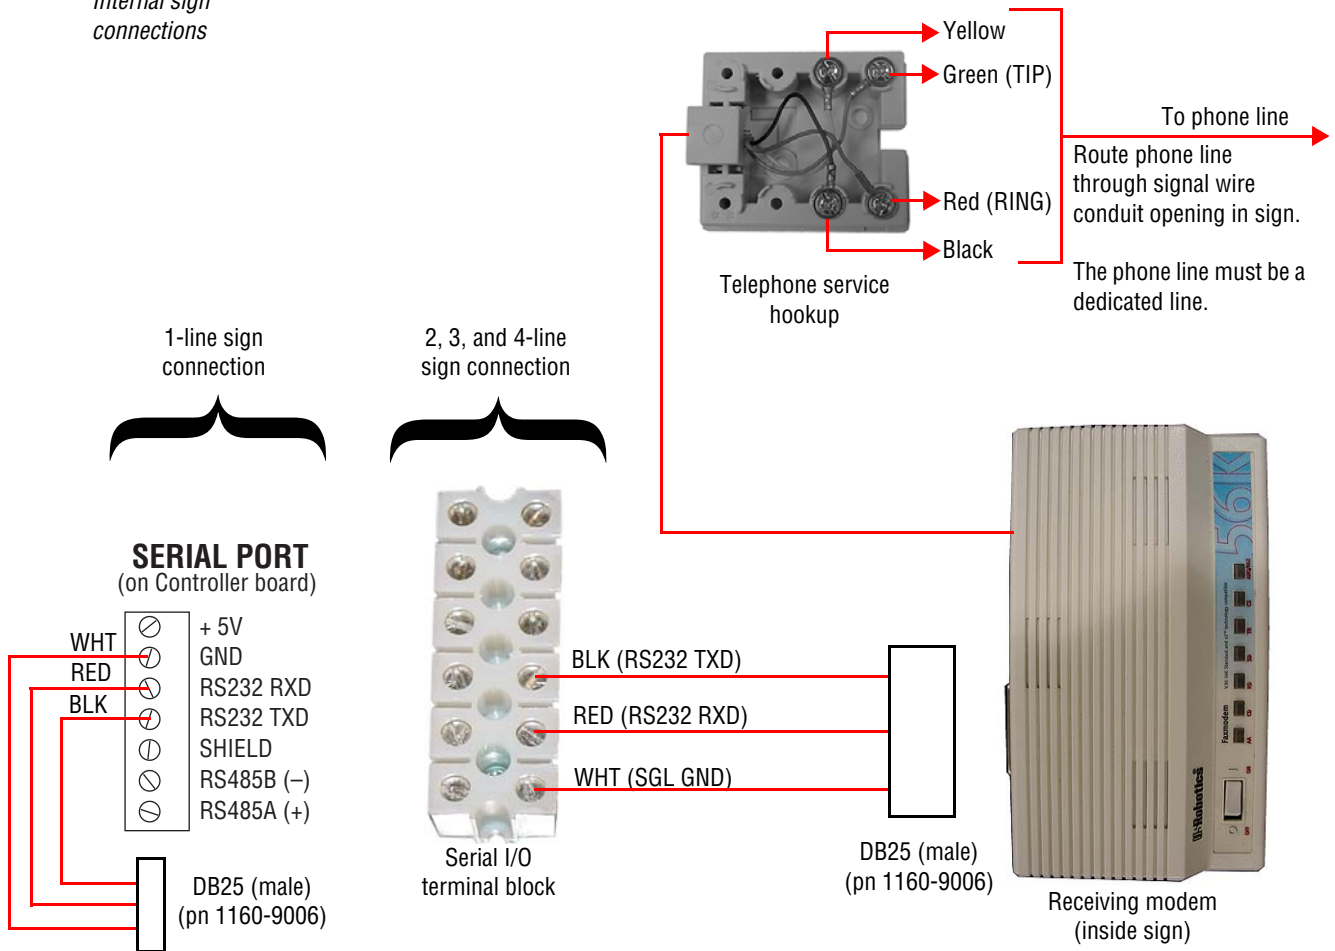 Internal sign
connections
Yellow
Green (TIP)
To phone line
Route phone line
through signal wire
conduit opening in sign.
Red (RING)
Black
The phone line must be a
dedicated line.
Telephone service
hookup
1-line sign
connection
2, 3, and 4-line
sign connection
SERIAL PORT
(on Controller board)
+ 5V
WHT
GND
RED
RS232 RXD
BLK
RS232 TXD
SHIELD
RS485B (–)
RS485A (+)
DB25 (male)
(pn 1160-9006)
BLK (RS232 TXD)
RED (RS232 RXD)
WHT (SGL GND)
Serial I/O
terminal block
DB25 (male)
(pn 1160-9006)
56K
Faxmodem
USRobotics
Receiving modem
(inside sign)